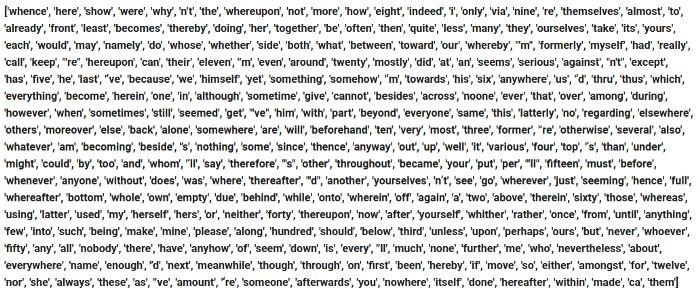 ['whence', 'here', 'show', 'were', 'why', 'n't', 'the', 'whereupon', 'not', 'more', 'how', 'eight', 'indeed', 'i', 'only', 'via', 'nine', 're', 'themselves', 'almost', 'to',
'already', 'front', 'least', 'becomes', 'thereby', 'doing', 'her', 'together', 'be', 'often', 'then', 'quite', 'less', 'many', 'they', 'ourselves', 'take', 'its', 'yours',
'each', 'would', 'may', 'namely', 'do', 'whose', 'whether', 'side', 'both', 'what', 'between', 'toward', 'our', 'whereby', "'m", 'formerly', 'myself', 'had', 'really',
'call', 'keep', "'re", 'hereupon', 'can', 'their', 'eleven', ''m', 'even', 'around', 'twenty', 'mostly', 'did', 'at', 'an', 'seems', 'serious', 'against', "n't", 'except',
'has', 'five', 'he', 'last', ''ve', 'because', 'we', 'himself', 'yet', 'something', 'somehow', ''m', 'towards', 'his', 'six', 'anywhere', 'us', ''d', 'thru', 'thus', 'which',
'everything', 'become', 'herein', 'one', 'in', 'although', 'sometime', 'give', 'cannot', 'besides', 'across', 'noone', 'ever', 'that', 'over', 'among', 'during',
'however', 'when', 'sometimes', 'still', 'seemed', 'get', "'ve", 'him', 'with', 'part', 'beyond', 'everyone', 'same', 'this', 'latterly', 'no', 'regarding', 'elsewhere',
'others', 'moreover', 'else', 'back', 'alone', 'somewhere', 'are', 'will', 'beforehand', 'ten', 'very', 'most', 'three', 'former', ''re', 'otherwise', 'several', 'also',
'whatever', 'am', 'becoming', 'beside', ''s', 'nothing', 'some', 'since', 'thence', 'anyway', 'out', 'up', 'well', 'it', 'various', 'four', 'top', ''s', 'than', 'under',
'might', 'could', 'by', 'too', 'and', 'whom', ''ll', 'say', 'therefore', "'s", 'other', 'throughout', 'became', 'your', 'put', 'per', "'ll", 'fifteen', 'must', 'before',
'whenever', 'anyone', 'without', 'does', 'was', 'where', 'thereafter', "'d", 'another', 'yourselves', 'n't', 'see', 'go', 'wherever', 'just', 'seeming', 'hence', 'full',
'whereafter', 'bottom', 'whole', 'own', 'empty', 'due', 'behind', 'while', 'onto', 'wherein', 'off', 'again', 'a', 'two', 'above', 'therein', 'sixty', 'those', 'whereas',
'using', 'latter', 'used', 'my', 'herself', 'hers', 'or', 'neither', 'forty', 'thereupon', 'now', 'after', 'yourself', 'whither', 'rather', 'once', 'from', 'until', 'anything',
'few', 'into', 'such', 'being', 'make', 'mine', 'please', 'along', 'hundred', 'should', 'below', 'third', 'unless', 'upon', 'perhaps', 'ours', 'but', 'never', 'whoever',
'fifty', 'any', 'all', 'nobody', 'there', 'have', 'anyhow', 'of', 'seem', 'down', 'is', 'every', ''ll', 'much', 'none', 'further', 'me', 'who', 'nevertheless', 'about',
'everywhere', 'name', 'enough', ''d', 'next', 'meanwhile', 'though', 'through', 'on', 'first', 'been', 'hereby', 'if', 'move', 'so', 'either', 'amongst', 'for', 'twelve',
'nor', 'she', 'always', 'these', 'as', ''ve', 'amount', ''re', 'someone', 'afterwards', 'you', 'nowhere', 'itself', 'done', 'hereafter', 'within', 'made', 'ca', 'them']